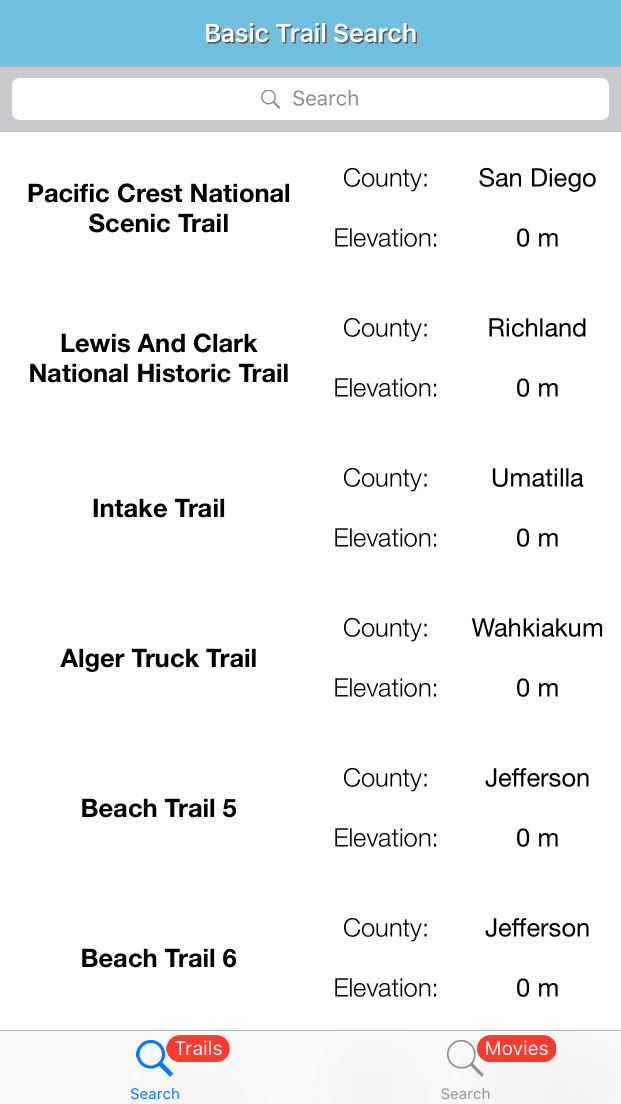 Basic Trail Search
Search
Pacific Crest National
Scenic Trail
County: San Diego
Elevation: 0 m
Lewis And Clark
National Historic Trail
County: Richland
Elevation: 0 m
Intake Trail
County: Umatilla
Elevation: 0 m
Alger Truck Trail
County: Wahkiakum
Elevation: 0 m
Beach Trail 5
County: Jefferson
Elevation: 0 m
Beach Trail 6
County: Jefferson
Elevation: 0 m
Trails
Search
Movies
Search